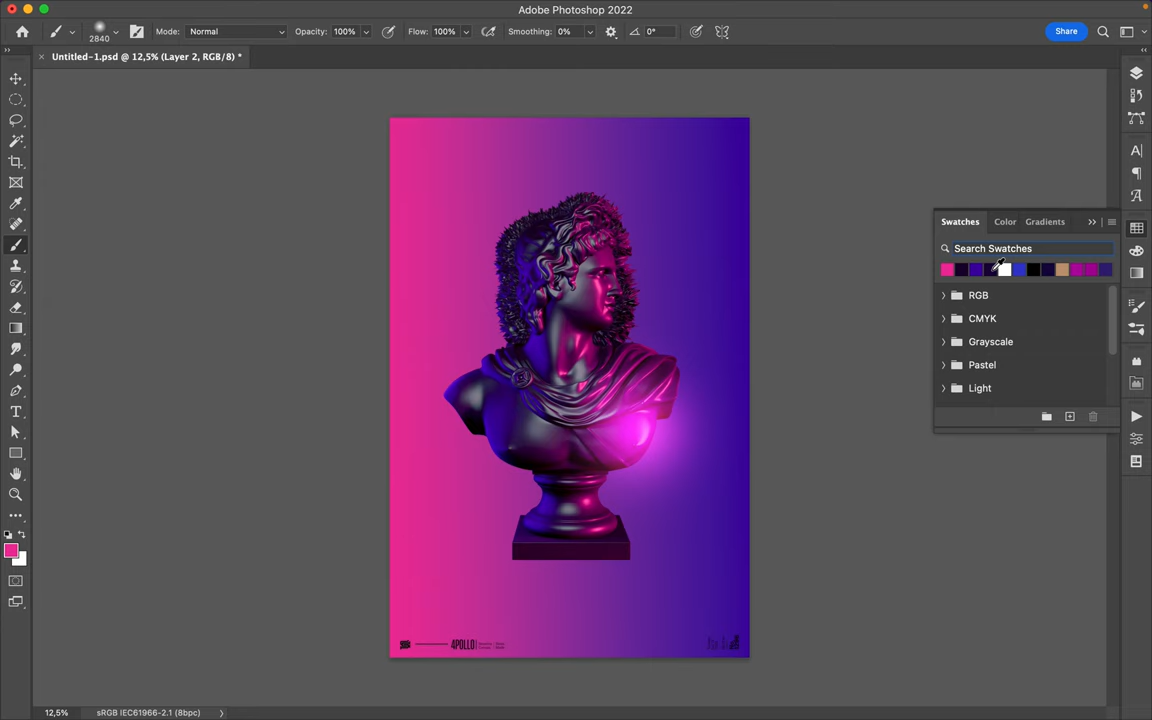 Adobe Photoshop 2022
2840
Mode: Normal
Opacity: 100%
Flow: 100%
Smoothing: 0%
0°
Share
Untitled-1.psd @ 12,5% (Layer 2, RGB/8) *
Swatches Color Gradients
Search Swatches
RGB
CMYK
Grayscale
Pastel
Light
4POLLO
12,5% sRGB IEC61966-2.1 (8bpc)